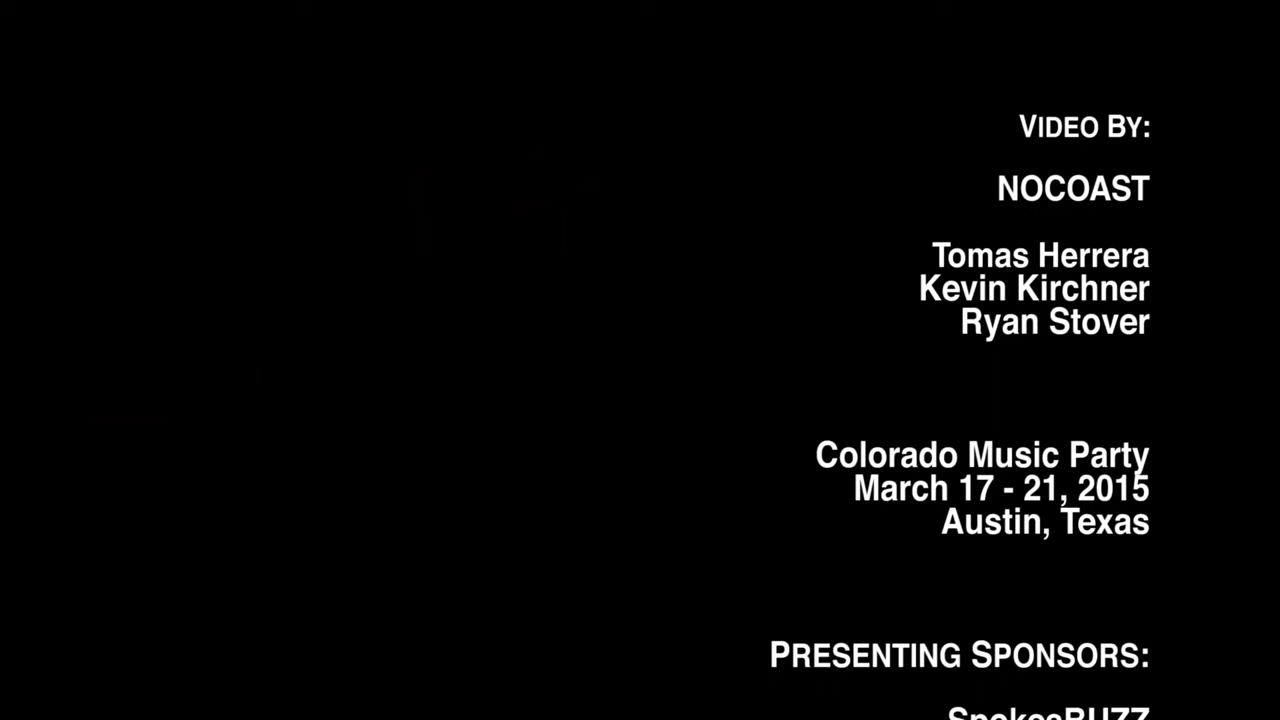 VIDEO BY:
NOCOAST
Tomas Herrera
Kevin Kirchner
Ryan Stover
Colorado Music Party
March 17 - 21, 2015
Austin, Texas
PRESENTING SPONSORS:
SpokesBUZZ